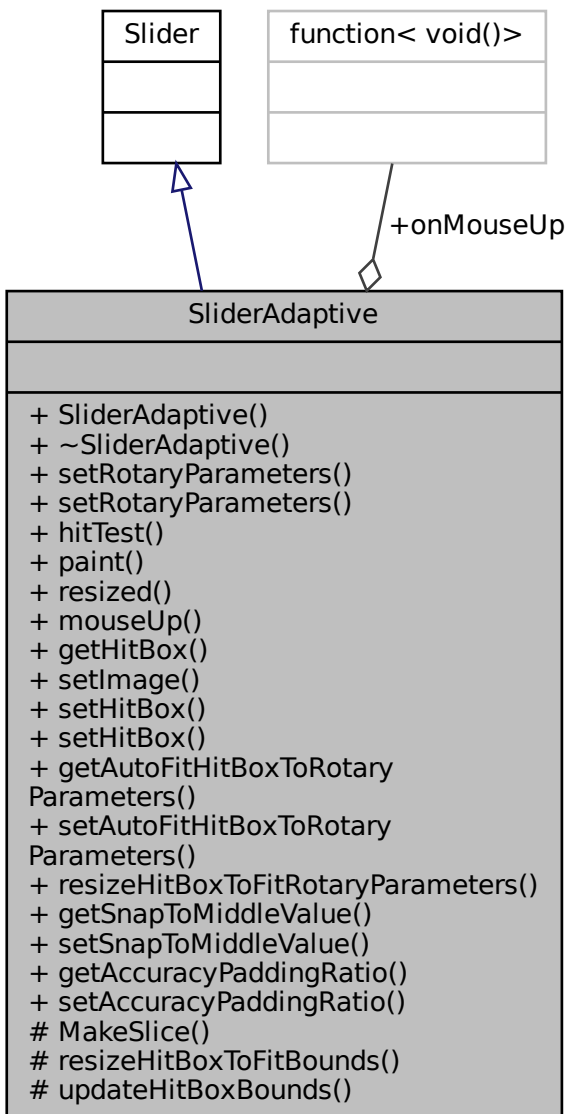 Slider
function< void()>
+onMouseUp
SliderAdaptive
+ SliderAdaptive()
+ ~SliderAdaptive()
+ setRotaryParameters()
+ setRotaryParameters()
+ hitTest()
+ paint()
+ resized()
+ mouseUp()
+ getHitBox()
+ setImage()
+ setHitBox()
+ setHitBox()
+ getAutoFitHitBoxToRotary
Parameters()
+ setAutoFitHitBoxToRotary
Parameters()
+ resizeHitBoxToFitRotaryParameters()
+ getSnapToMiddleValue()
+ setSnapToMiddleValue()
+ getAccuracyPaddingRatio()
+ setAccuracyPaddingRatio()
# MakeSlice()
# resizeHitBoxToFitBounds()
# updateHitBoxBounds()